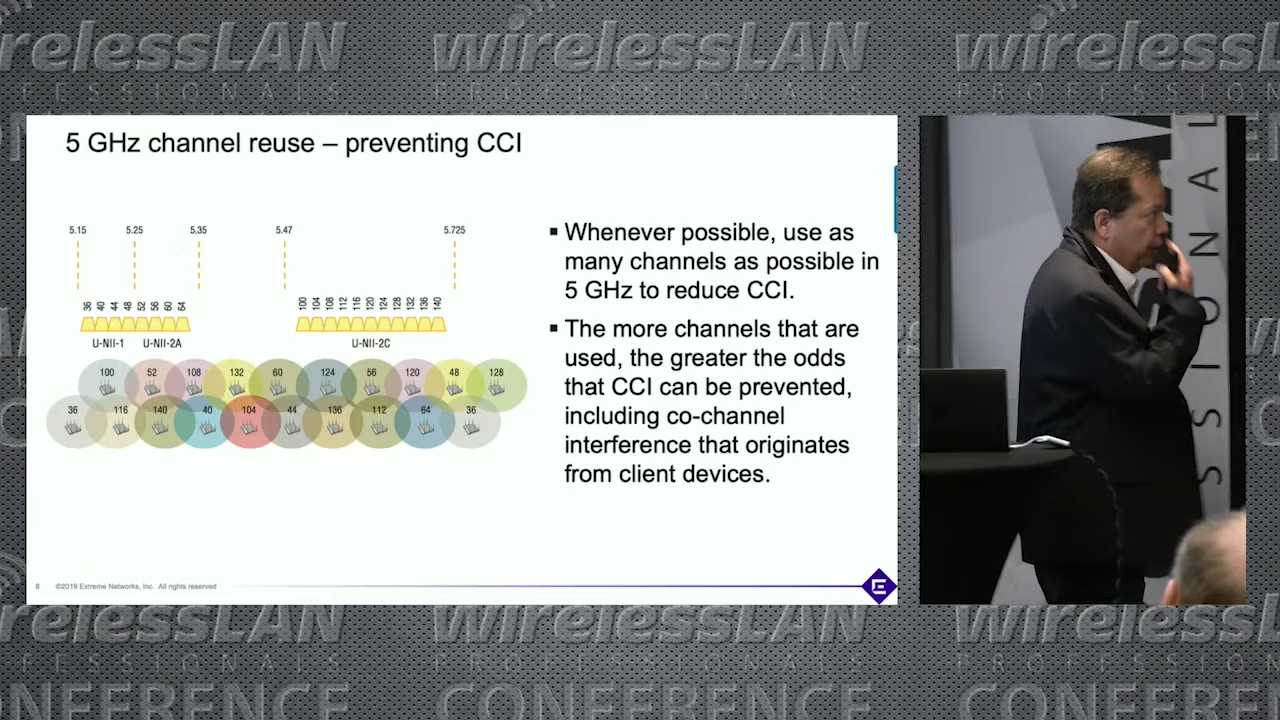 wirelessLAN wirelessLAN wirelessLAN
PROFESSIONALS
5 GHz channel reuse – preventing CCI
5.15 5.25 5.35 5.47 5.725
36 40 44 48 52 56 60 64 100 104 108 112 116 120 124 128 132 136 140
U-NII-1 U-NII-2A U-NII-2C
100 52 108 132 60 124 56 120 48 128
36 116 140 40 104 44 136 112 64 36
▪ Whenever possible, use as
many channels as possible in
5 GHz to reduce CCI.
▪ The more channels that are
used, the greater the odds
that CCI can be prevented,
including co-channel
interference that originates
from client devices.
8 ©2019 Extreme Networks, Inc. All rights reserved
SSIONAL
wirelessLAN wirelessLAN wirelessLAN
PROFESSIONALS
CONFERENCE CONFERENCE CONFERENCE